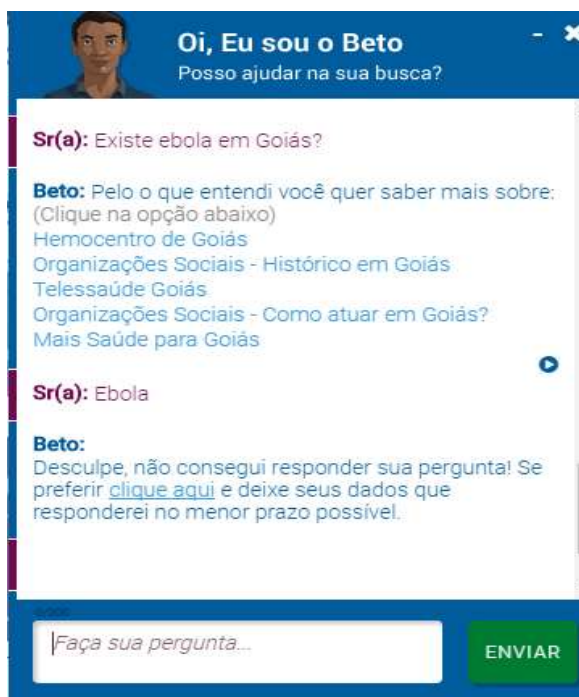 Oi, Eu sou o Beto
Posso ajudar na sua busca?
Sr(a): Existe ebola em Goiás?
Beto: Pelo o que entendi você quer saber mais sobre:
(Clique na opção abaixo)
Hemocentro de Goiás
Organizações Sociais - Histórico em Goiás
Telessaúde Goiás
Organizações Sociais - Como atuar em Goiás?
Mais Saúde para Goiás
Sr(a): Ebola
Beto:
Desculpe, não consegui responder sua pergunta! Se
preferir clique aqui e deixe seus dados que
responderei no menor prazo possível.
Faça sua pergunta...
ENVIAR